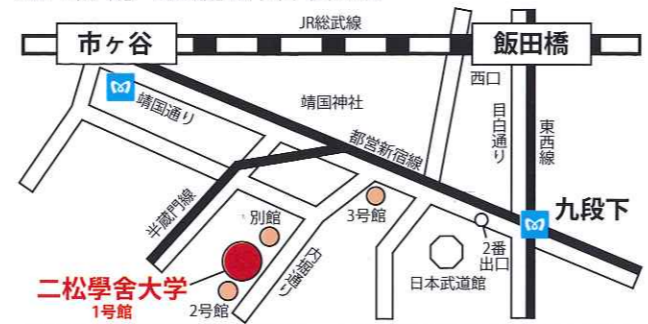 JR総武線
市ヶ谷
飯田橋
西口
靖国神社
靖国通り
目白通り
東西線
都営新宿線
半蔵門線
別館
3号館
九段下
2番
出口
内堀通り
日本武道館
二松學舍大学
1号館
2号館